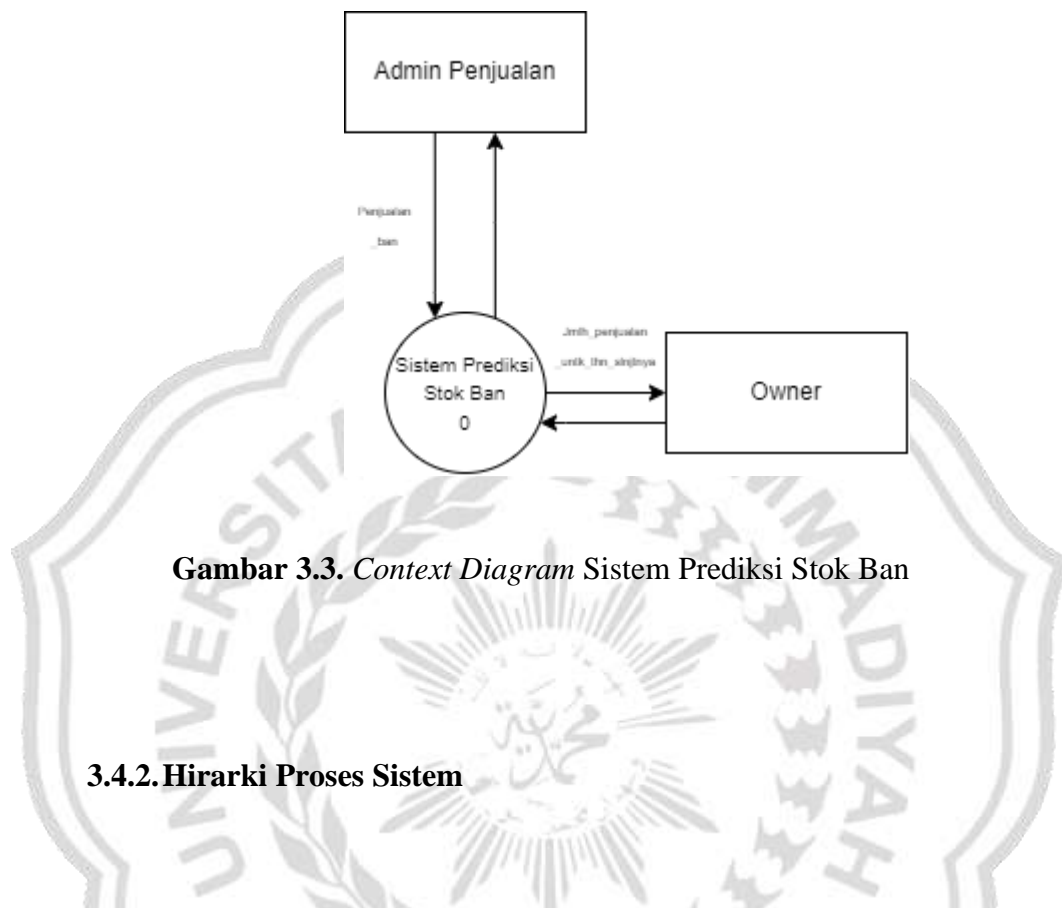 Admin Penjualan
Penjualan
_ban
Sistem Prediksi
Stok Ban
0
Jmlh_penjualan
_untk_thn_slnjtnya
Owner
Gambar 3.3. Context Diagram Sistem Prediksi Stok Ban
3.4.2. Hirarki Proses Sistem